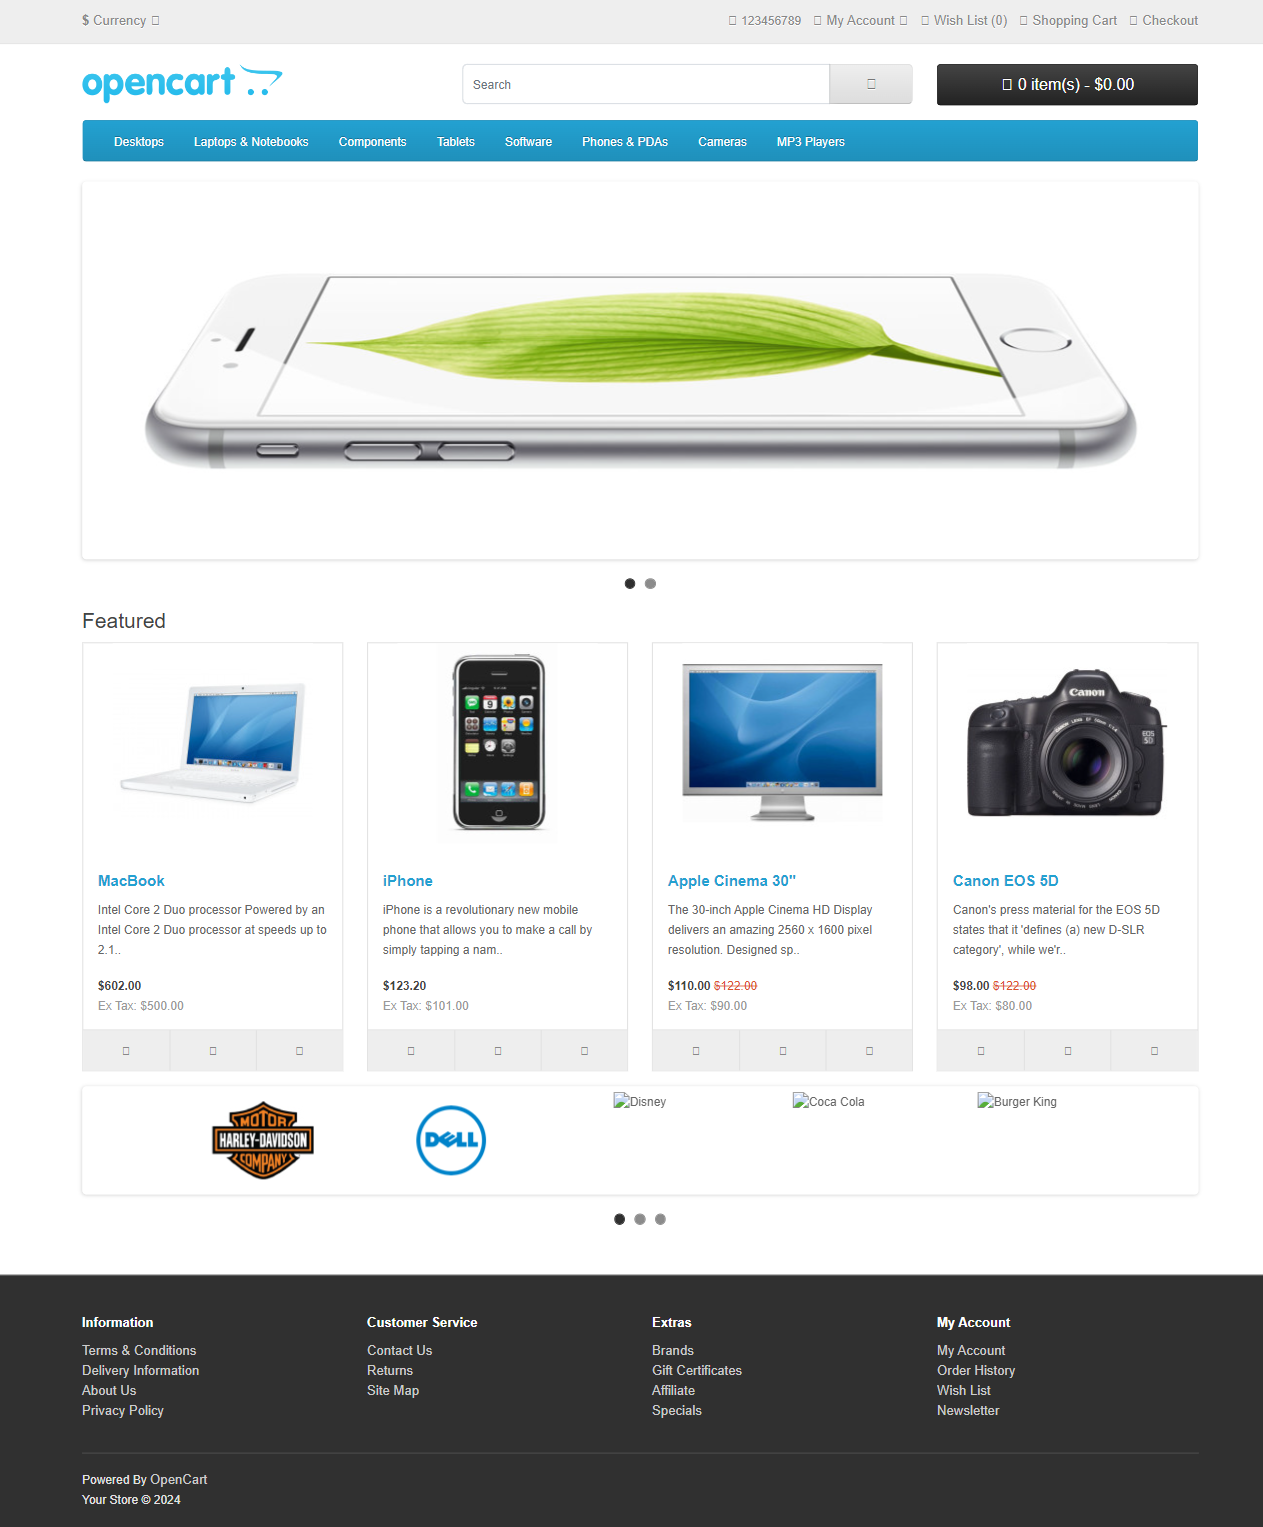 $ Currency
123456789 My Account Wish List (0) Shopping Cart Checkout
opencart
Search
0 item(s) - $0.00
Desktops Laptops & Notebooks Components Tablets Software Phones & PDAs Cameras MP3 Players
Featured
Canon
EOS
5D
DELL
MacBook
Intel Core 2 Duo processor Powered by an
Intel Core 2 Duo processor at speeds up to
2.1..
$602.00
Ex Tax: $500.00
iPhone
iPhone is a revolutionary new mobile
phone that allows you to make a call by
simply tapping a nam..
$123.20
Ex Tax: $101.00
Apple Cinema 30"
The 30-inch Apple Cinema HD Display
delivers an amazing 2560 x 1600 pixel
resolution. Designed sp..
$110.00 $122.00
Ex Tax: $90.00
Canon EOS 5D
Canon's press material for the EOS 5D
states that it 'defines (a) new D-SLR
category', while we'r..
$98.00 $122.00
Ex Tax: $80.00
MOTOR
HARLEY-DAVIDSON
COMPANY
Disney
Coca Cola
Burger King
Information
Terms & Conditions
Delivery Information
About Us
Privacy Policy
Customer Service
Contact Us
Returns
Site Map
Extras
Brands
Gift Certificates
Affiliate
Specials
My Account
My Account
Order History
Wish List
Newsletter
Powered By OpenCart
Your Store © 2024